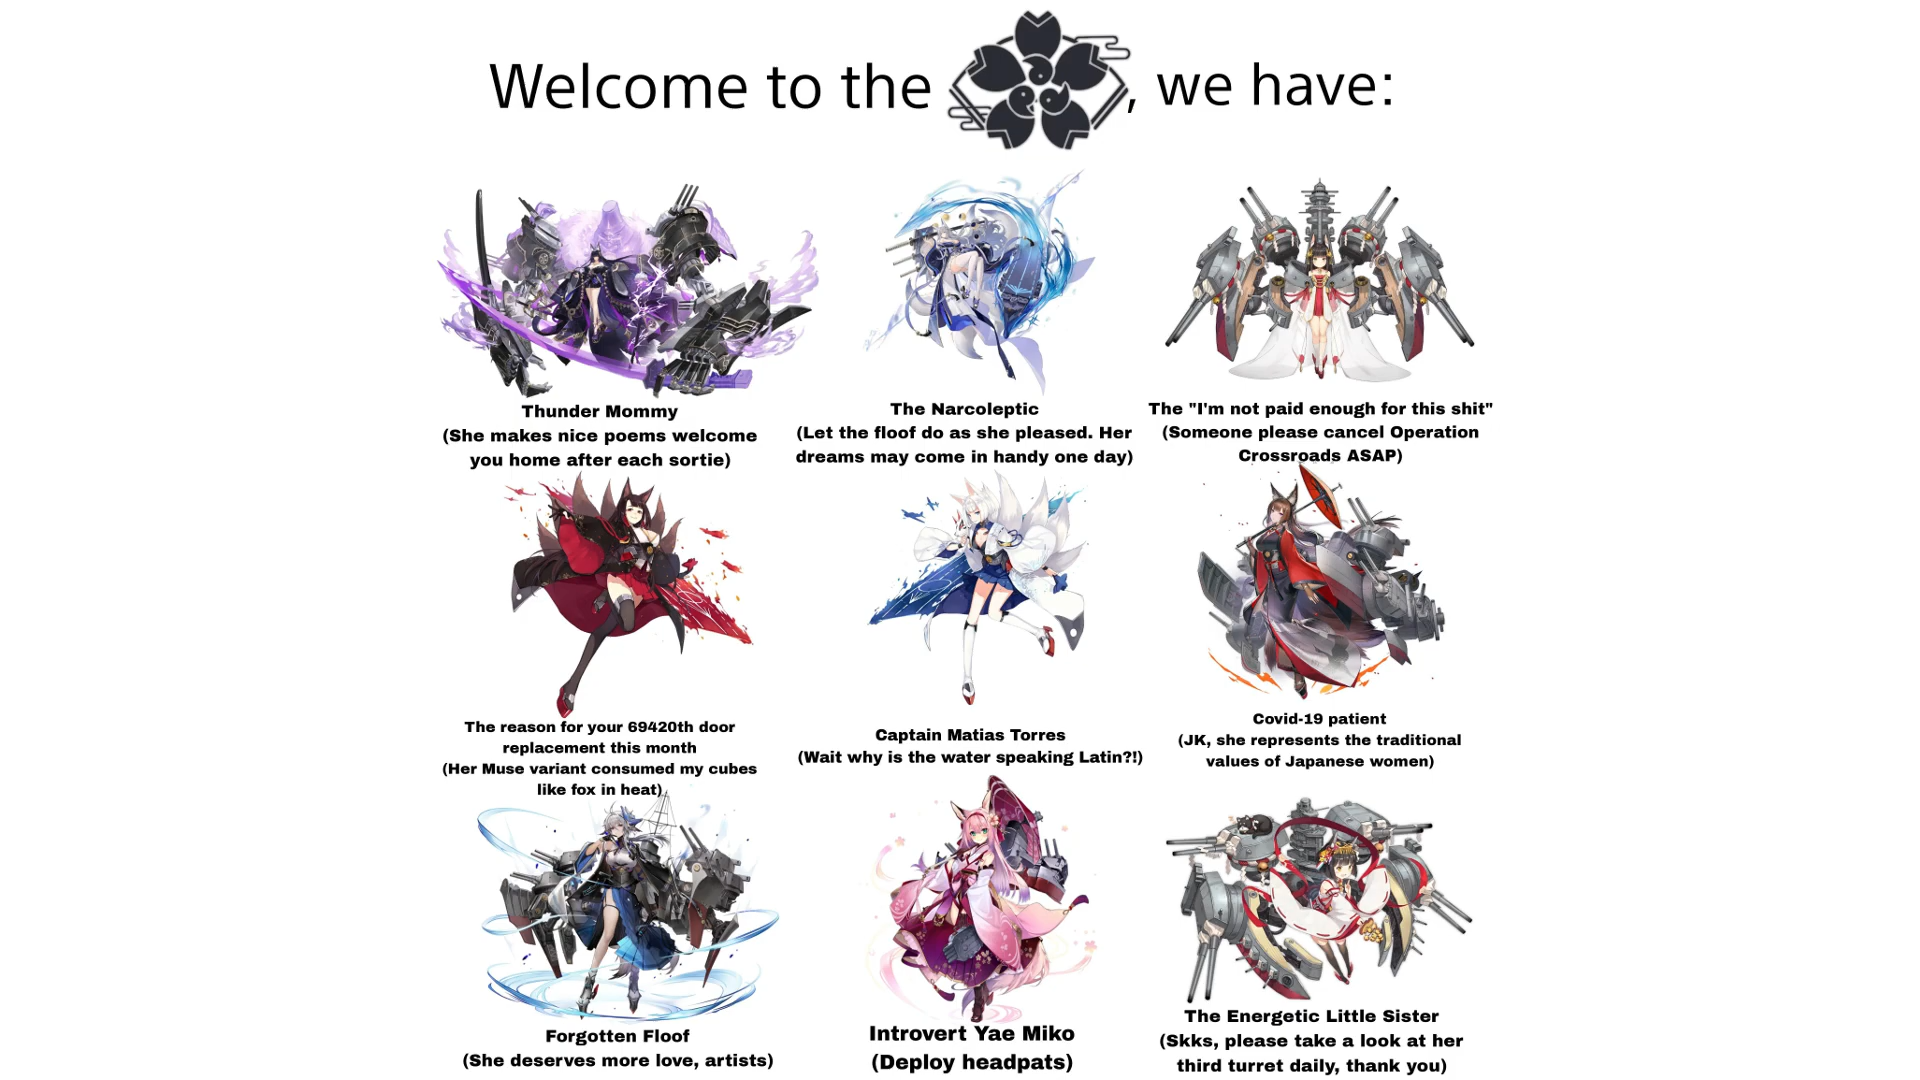 Welcome to the , we have:
Thunder Mommy
(She makes nice poems welcome
you home after each sortie)
The Narcoleptic
(Let the floof do as she pleased. Her
dreams may come in handy one day)
The "I'm not paid enough for this shit"
(Someone please cancel Operation
Crossroads ASAP)
The reason for your 69420th door
replacement this month
(Her Muse variant consumed my cubes
like fox in heat)
Captain Matias Torres
(Wait why is the water speaking Latin?!)
Covid-19 patient
(JK, she represents the traditional
values of Japanese women)
Forgotten Floof
(She deserves more love, artists)
Introvert Yae Miko
(Deploy headpats)
The Energetic Little Sister
(Skks, please take a look at her
third turret daily, thank you)